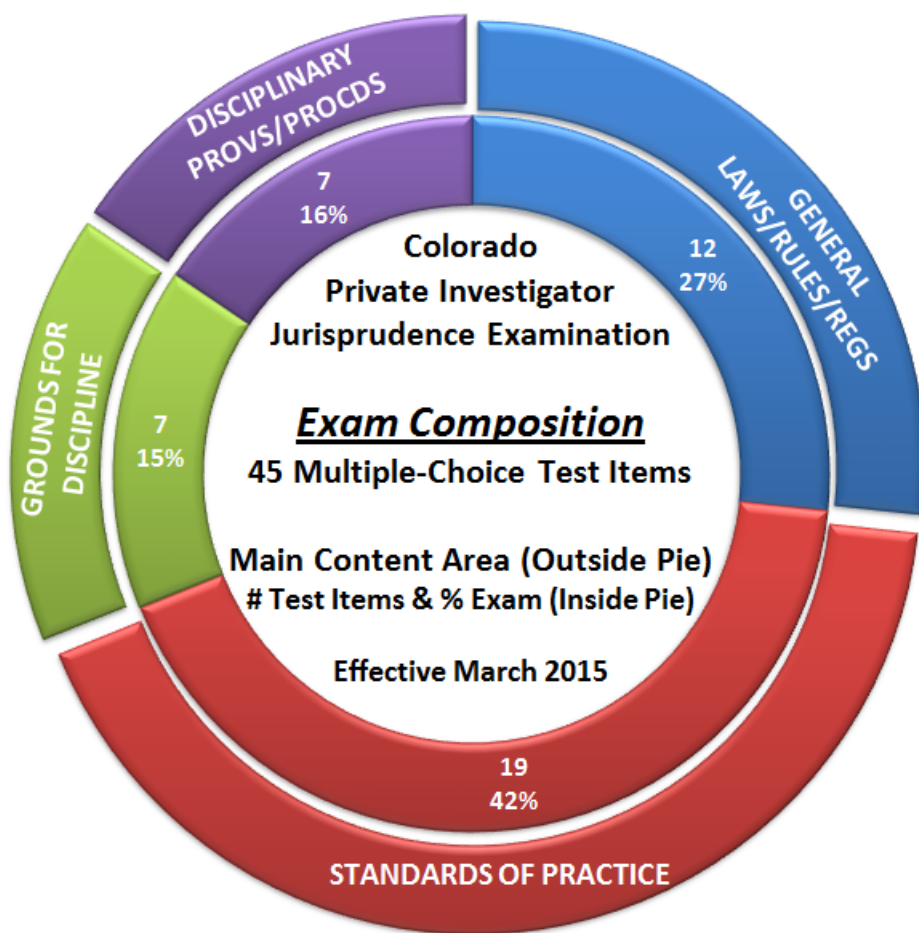 DISCIPLINARY
PROVS/PROCDS
7
16%
GENERAL
LAWS/RULES/REGS
12
27%
GROUNDS FOR
DISCIPLINE
7
15%
Colorado
Private Investigator
Jurisprudence Examination
Exam Composition
45 Multiple-Choice Test Items
Main Content Area (Outside Pie)
# Test Items & % Exam (Inside Pie)
Effective March 2015
19
42%
STANDARDS OF PRACTICE